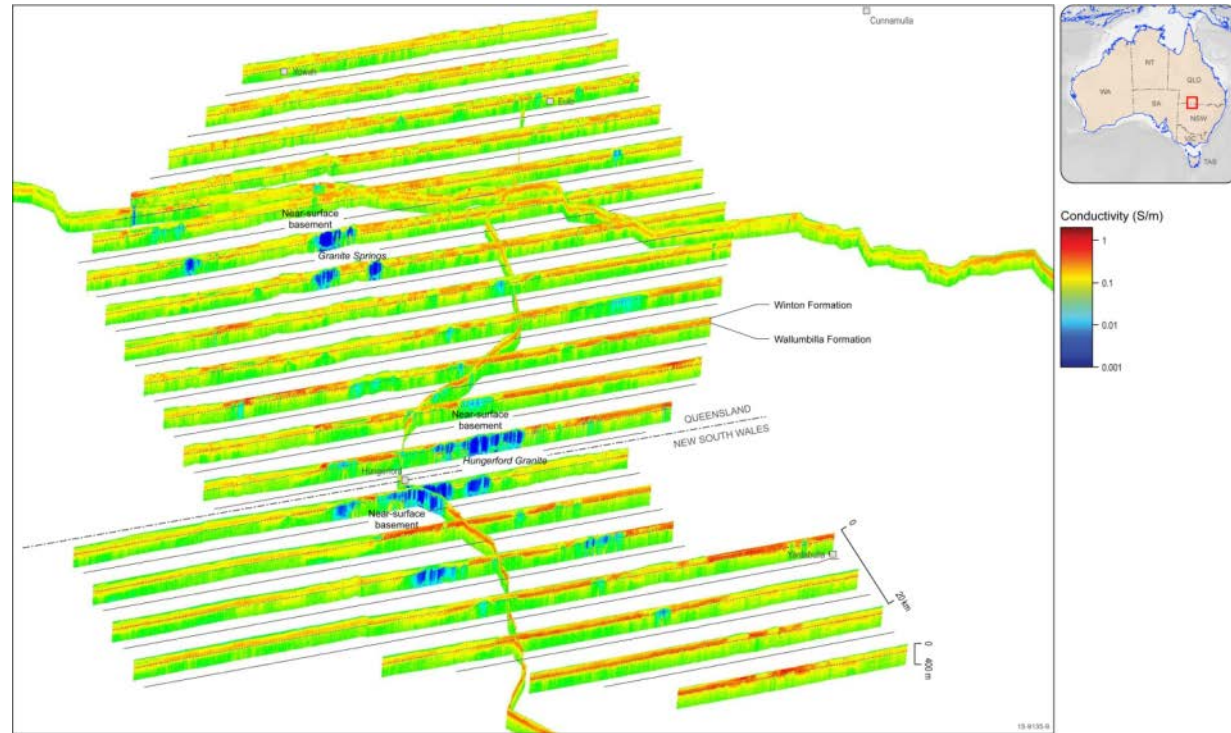 Cunnamulla
Yowah
Eulo
Near-surface
basement
Granite Springs
Winton Formation
Wallumbilla Formation
Near-surface
basement
QUEENSLAND
NEW SOUTH WALES
Hungerford Granite
Hungerford
Near-surface
basement
Yantabulla
0
20 km
0
400 m
15-9135-9
NT
QLD
WA
SA
NSW
VIC
TAS
Conductivity (S/m)
1
0.1
0.01
0.001